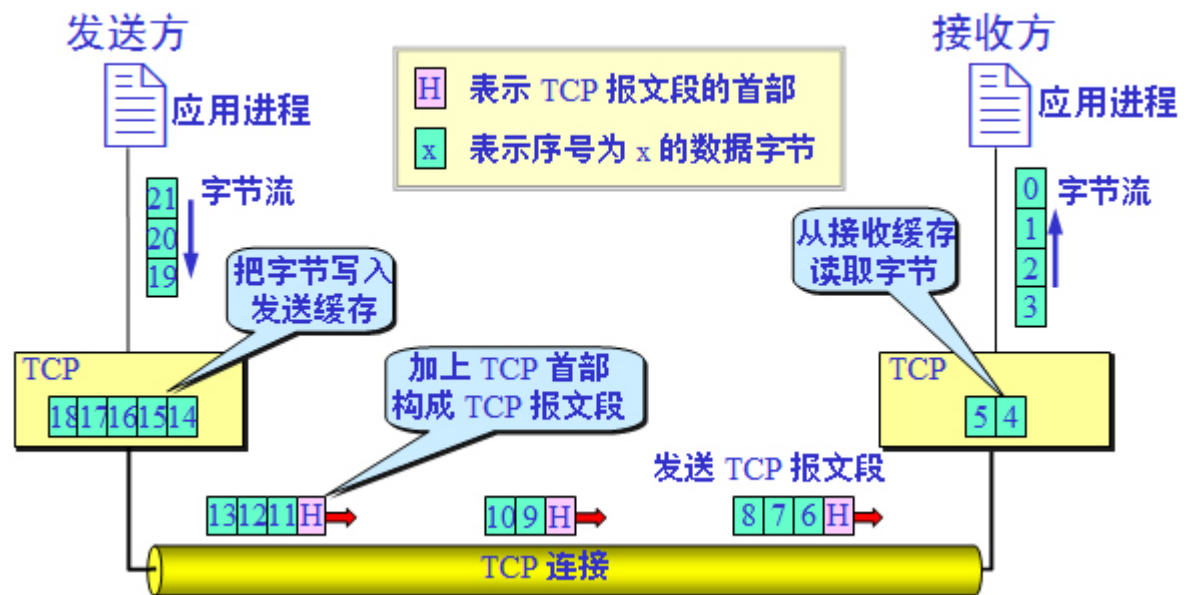 发送方
接收方
H 表示 TCP 报文段的首部
x 表示序号为 x 的数据字节
应用进程
应用进程
21
20
19
字节流
0
1
2
3
字节流
把字节写入
发送缓存
从接收缓存
读取字节
TCP
18 17 16 15 14
加上 TCP 首部
构成 TCP 报文段
TCP
5 4
发送 TCP 报文段
13 12 11 H
10 9 H
8 7 6 H
TCP 连接